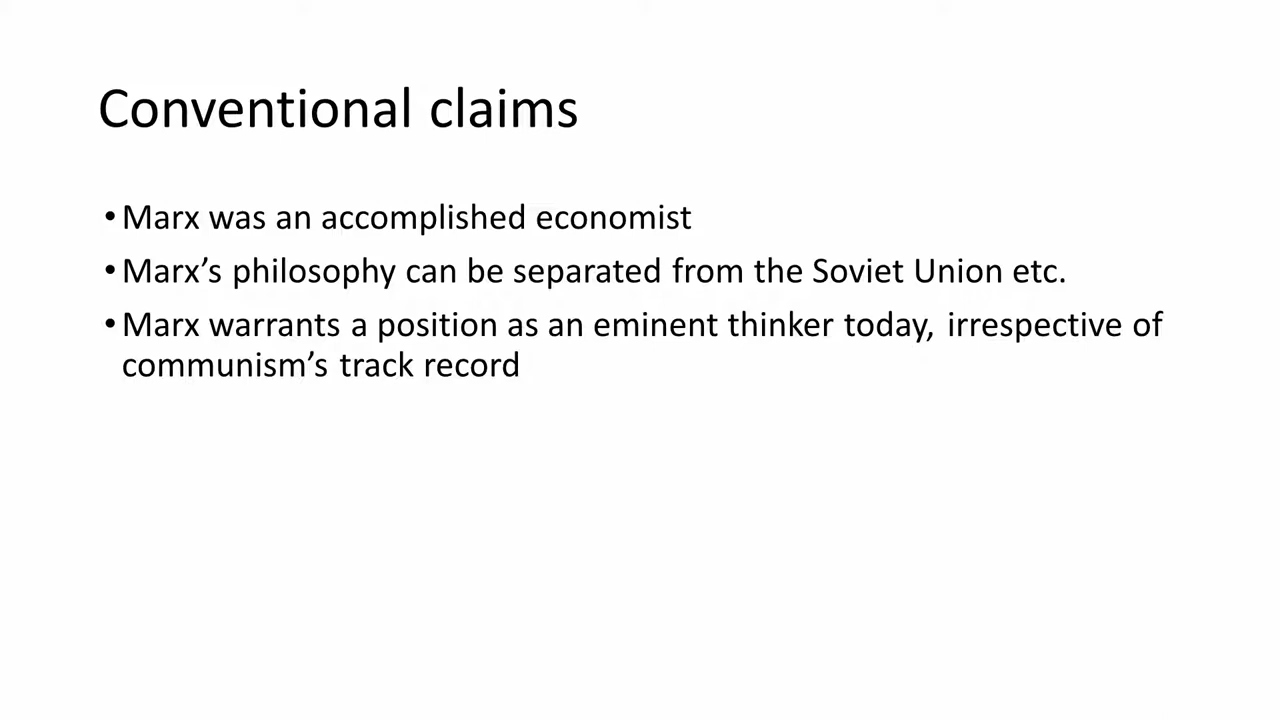 Conventional claims
• Marx was an accomplished economist
• Marx’s philosophy can be separated from the Soviet Union etc.
• Marx warrants a position as an eminent thinker today, irrespective of
communism’s track record